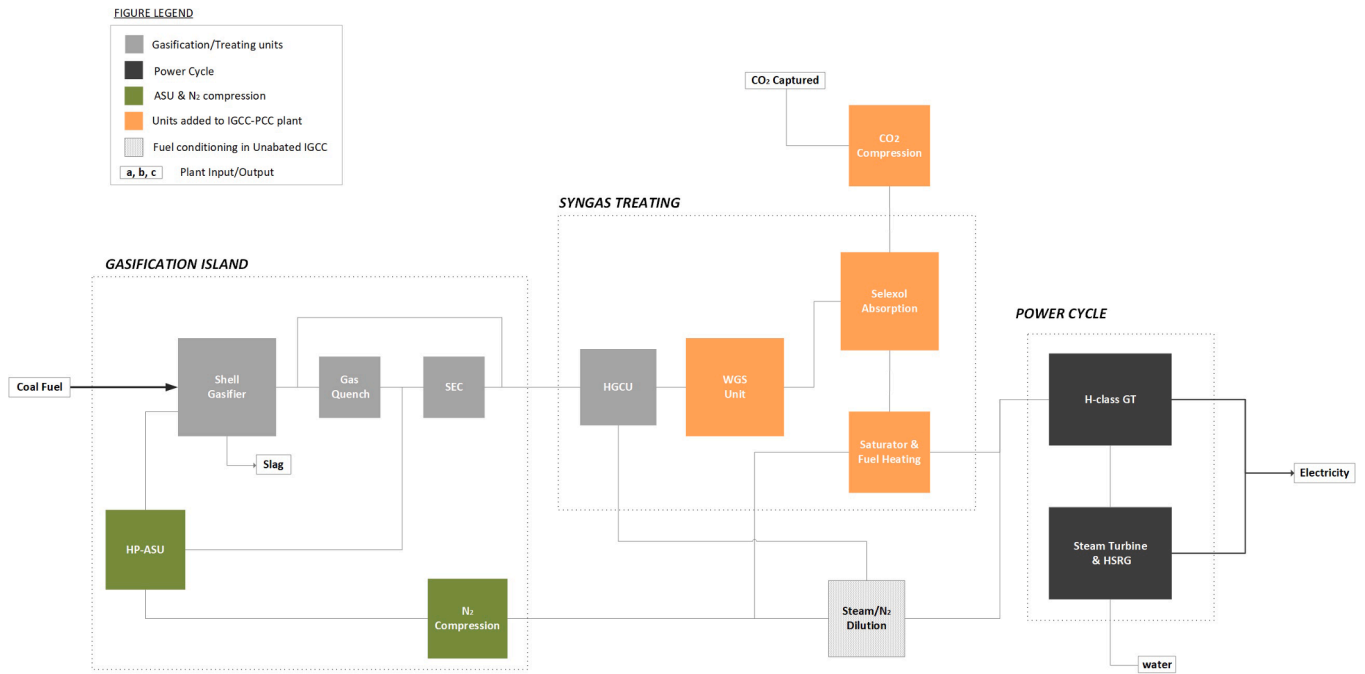 FIGURE LEGEND
Gasification/Treating units
Power Cycle
ASU & N₂ compression
Units added to IGCC-PCC plant
Fuel conditioning in Unabated IGCC
a, b, c
Plant Input/Output
CO₂ Captured
CO₂
Compression
SYNGAS TREATING
GASIFICATION ISLAND
Selexol
Absorption
POWER CYCLE
Coal Fuel
Shell
Gasifier
Gas
Quench
SEC
HGCU
WGS
Unit
H-class GT
Slag
Saturator &
Fuel Heating
Electricity
HP-ASU
Steam Turbine
& HSRG
N₂
Compression
Steam/N₂
Dilution
water